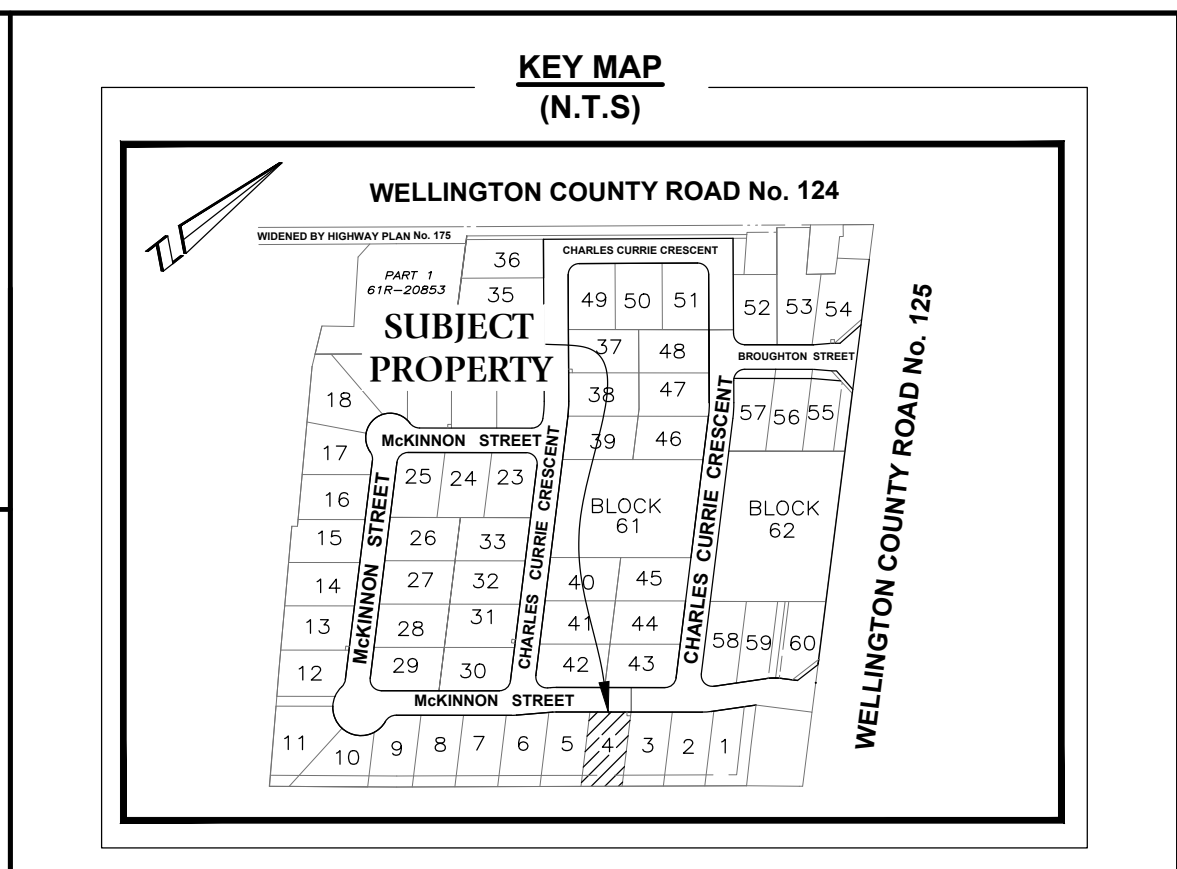 KEY MAP
(N.T.S)
WELLINGTON COUNTY ROAD No. 124
WIDENED BY HIGHWAY PLAN No. 175
CHARLES CURRIE CRESCENT
PART 1
61R-20853
36
35
SUBJECT
PROPERTY
49 50 51
52 53 54
37 48
BROUGHTON STREET
38 47
39 46
57 56 55
18
McKINNON STREET
17
25 24 23
16
BLOCK
61
BLOCK
62
15
26 33
14
27 32
40 45
13
28 31
41 44
58 59 60
12
29 30
42 43
McKINNON STREET
CHARLES CURRIE CRESCENT
CHARLES CURRIE CRESCENT
WELLINGTON COUNTY ROAD No. 125
McKINNON STREET
11 10 9 8 7 6 5 4 3 2 1